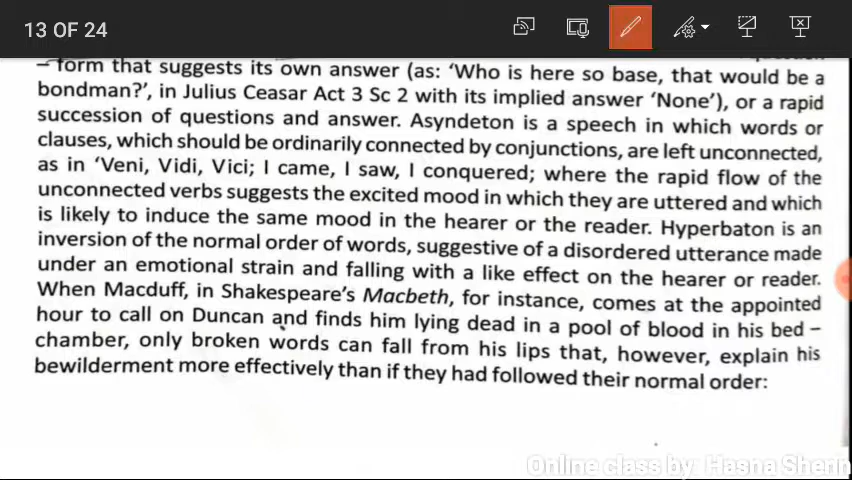 13 OF 24
– form that suggests its own answer (as: 'Who is here so base, that would be a
bondman?', in Julius Ceasar Act 3 Sc 2 with its implied answer 'None'), or a rapid
succession of questions and answer. Asyndeton is a speech in which words or
clauses, which should be ordinarily connected by conjunctions, are left unconnected,
as in 'Veni, Vidi, Vici; I came, I saw, I conquered; where the rapid flow of the
unconnected verbs suggests the excited mood in which they are uttered and which
is likely to induce the same mood in the hearer or the reader. Hyperbaton is an
inversion of the normal order of words, suggestive of a disordered utterance made
under an emotional strain and falling with a like effect on the hearer or reader.
When Macduff, in Shakespeare's Macbeth, for instance, comes at the appointed
hour to call on Duncan and finds him lying dead in a pool of blood in his bed –
chamber, only broken words can fall from his lips that, however, explain his
bewilderment more effectively than if they had followed their normal order:
Online class by: Hasna Sherin